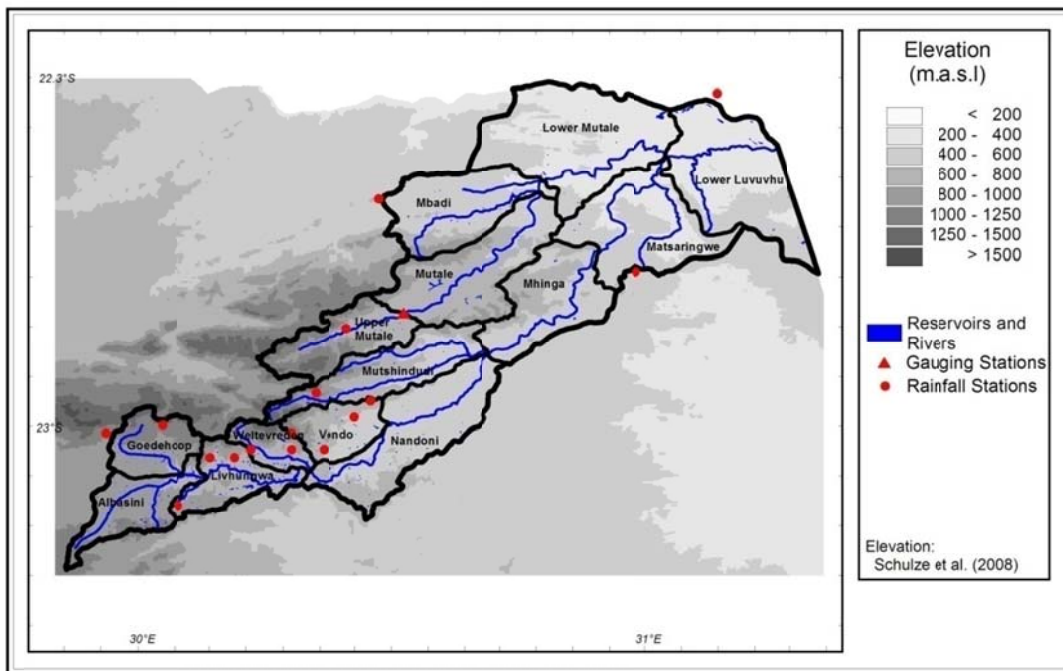 Elevation
(m.a.s.l)
< 200
200 - 400
400 - 600
600 - 800
800 - 1000
1000 - 1250
1250 - 1500
> 1500
Reservoirs and
Rivers
Gauging Stations
Rainfall Stations
Elevation:
Schulze et al. (2008)
22.3°S
23°S
30°E
31°E
Lower Mutale
Lower Luvuvhu
Mbadi
Matsaringwe
Mutale
Mhinga
Upper
Mutale
Mutshindudi
Goedehoop
Weltevreden
Vondo
Nandoni
Livhungwa
Albasini